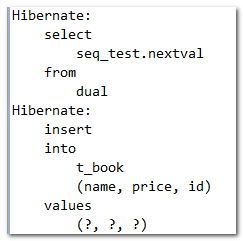 Hibernate:
    select
        seq_test.nextval
    from
        dual
Hibernate:
    insert
    into
        t_book
        (name, price, id)
    values
        (?, ?, ?)